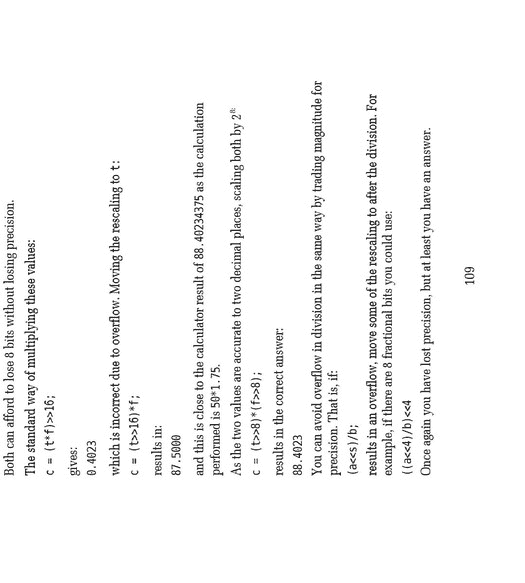 Both can afford to lose 8 bits without losing precision.
The standard way of multiplying these values:
c = (t*f)>>16;
gives:
0.4023
which is incorrect due to overflow. Moving the rescaling to t:
c = (t>>16)*f;
results in:
87.5000
and this is close to the calculator result of 88.40234375 as the calculation
performed is 50*1.75.
As the two values are accurate to two decimal places, scaling both by 2⁸:
c = (t>>8)*(f>>8);
results in the correct answer:
88.4023
You can avoid overflow in division in the same way by trading magnitude for
precision. That is, if:
(a<<s)/b;
results in an overflow, move some of the rescaling to after the division. For
example, if there are 8 fractional bits you could use:
((a<<4)/b)<<4
Once again you have lost precision, but at least you have an answer.
109